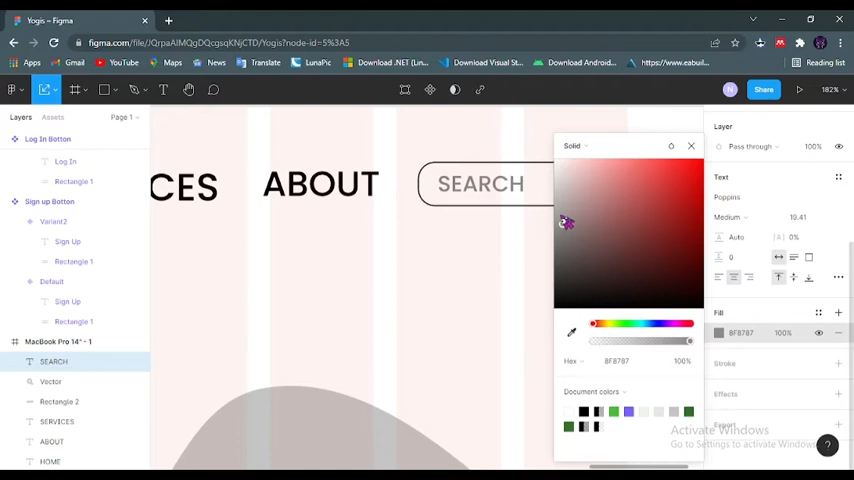 Yogis – Figma
figma.com/file/JQrpaAIMgDQcgsqKNjCTD/Yogis?node-id=5%3A5
Apps
Gmail
YouTube
Maps
News
Translate
LunaPic
Download .NET (Lin...
Download Visual St...
Download Android...
https://www.eabuil...
Reading list
N
Share
182%
Layers
Assets
Page 1
Log In Botton
Log In
Rectangle 1
Sign up Botton
Variant2
Sign Up
Rectangle 1
Default
Sign Up
Rectangle 1
MacBook Pro 14" - 1
SEARCH
Vector
Rectangle 2
SERVICES
ABOUT
HOME
CES
ABOUT
SEARCH
Solid
Hex
8F8787
100%
Document colors
Layer
Pass through
100%
Text
Poppins
Medium
19.41
Auto
0%
0
Fill
8F8787
100%
Stroke
Effects
Export
Activate Windows
Go to Settings to activate Windows.
?